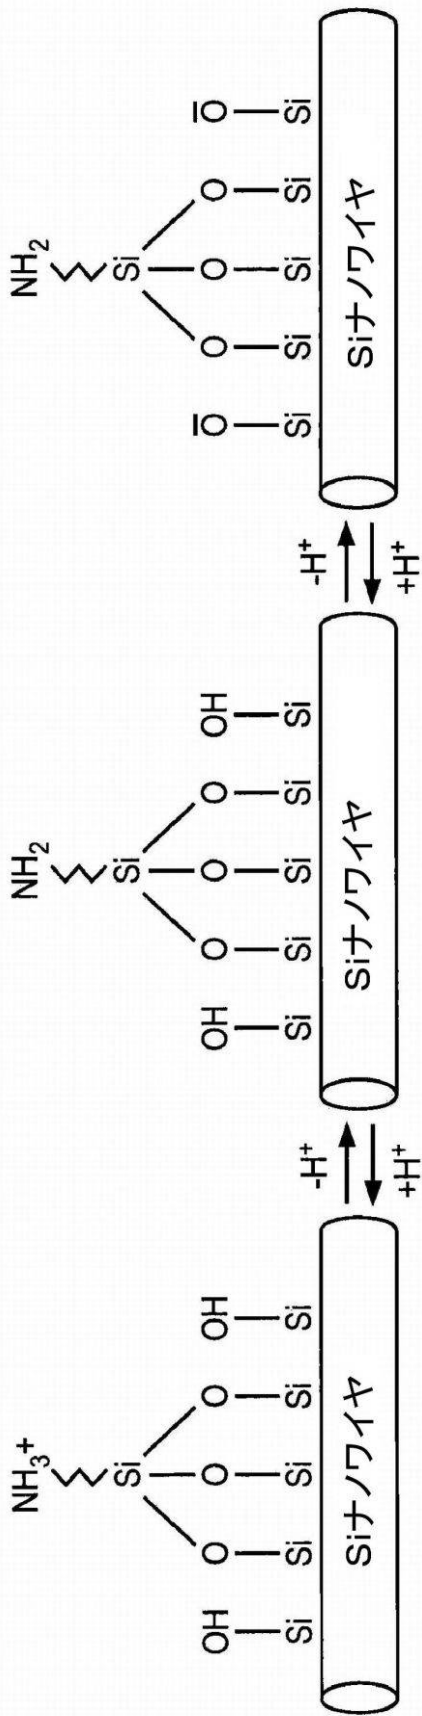 NH₃+
Si
OH O O O OH
Si Si Si Si Si
Siナノワイヤ
-H⁺
+H⁺
NH₂
Si
OH O O O OH
Si Si Si Si Si
Siナノワイヤ
-H⁺
+H⁺
NH₂
Si
Ō O O O Ō
Si Si Si Si Si
Siナノワイヤ